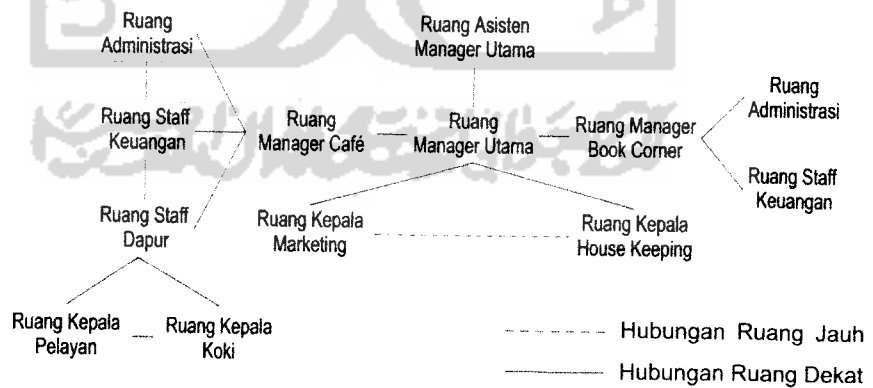 Ruang
Administrasi
Ruang Asisten
Manager Utama
Ruang
Administrasi
Ruang Staff
Keuangan
Ruang
Manager Café
Ruang
Manager Utama
Ruang Manager
Book Corner
Ruang Staff
Keuangan
Ruang Staff
Dapur
Ruang Kepala
Marketing
Ruang Kepala
House Keeping
Ruang Kepala
Pelayan
Ruang Kepala
Koki
Hubungan Ruang Jauh
Hubungan Ruang Dekat